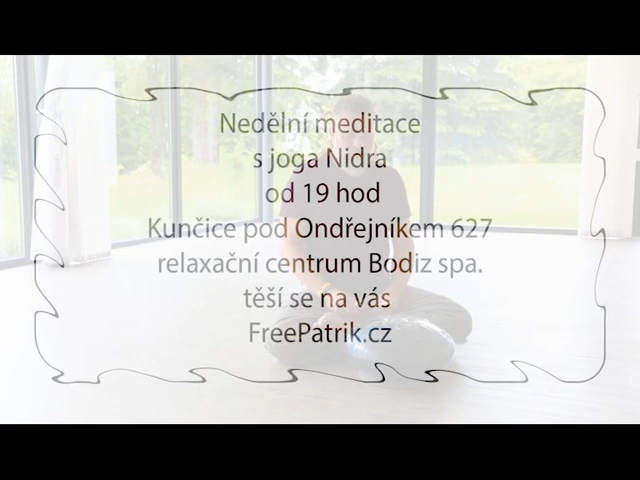 Nedělní meditace
s joga Nidra
od 19 hod
Kunčice pod Ondřejníkem 627
relaxační centrum Bodiz spa.
těší se na vás
FreePatrik.cz